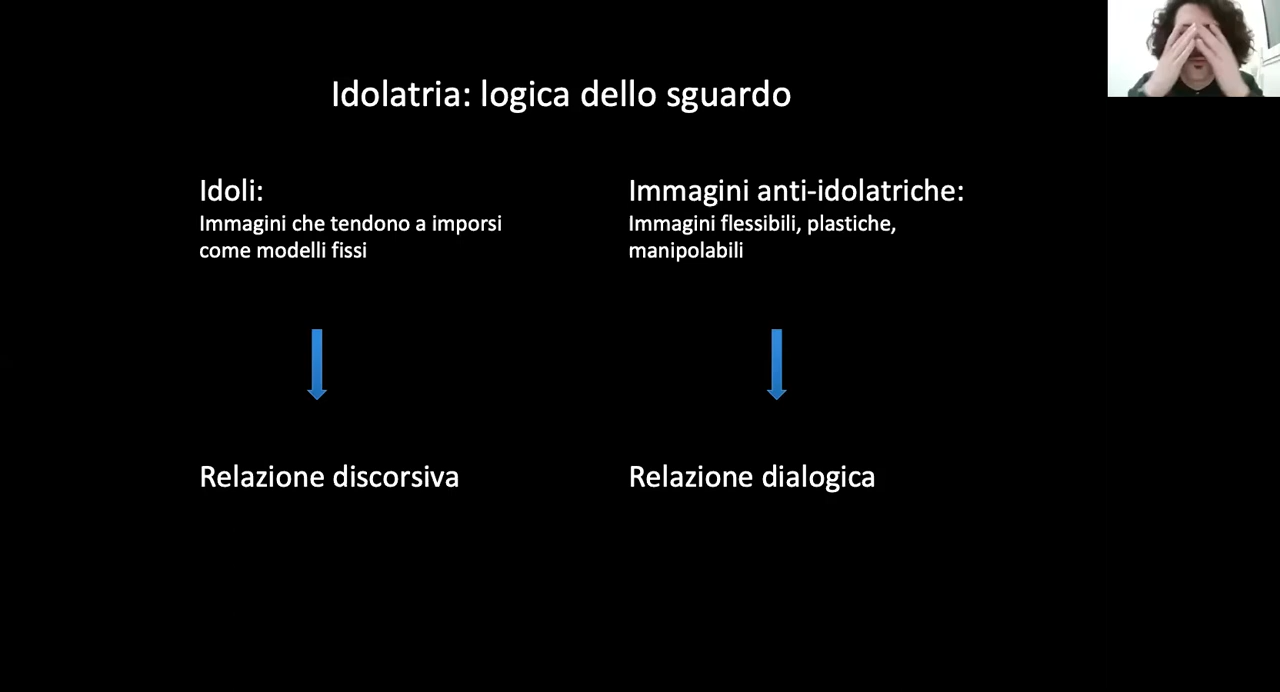 Idolatria: logica dello sguardo
Idoli:
Immagini che tendono a imporsi
come modelli fissi
Immagini anti-idolatriche:
Immagini flessibili, plastiche,
manipolabili
Relazione discorsiva
Relazione dialogica